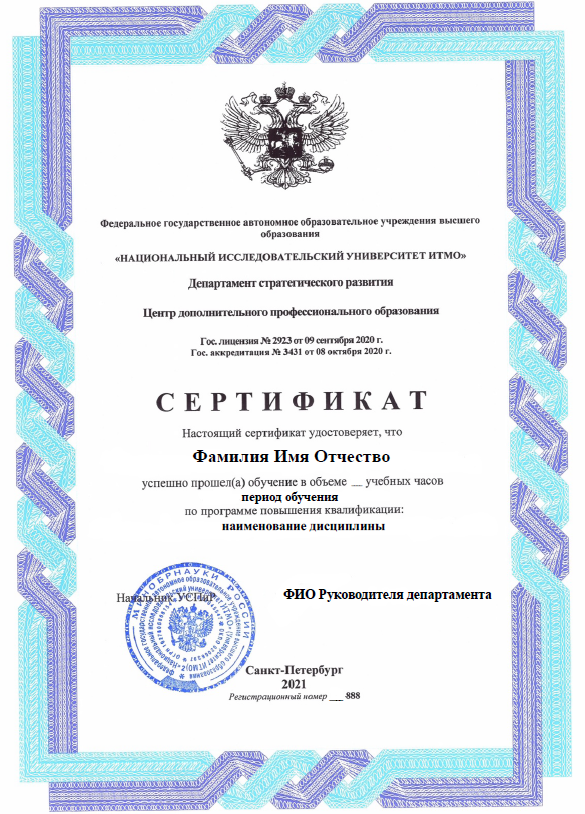 Федеральное государственное автономное образовательное учреждения высшего
образования
«НАЦИОНАЛЬНЫЙ ИССЛЕДОВАТЕЛЬСКИЙ УНИВЕРСИТЕТ ИТМО»
Департамент стратегического развития
Центр дополнительного профессионального образования
Гос. лицензия № 2923 от 09 сентября 2020 г.
Гос. аккредитация № 3431 от 08 октября 2020 г.
СЕРТИФИКАТ
Настоящий сертификат удостоверяет, что
Фамилия Имя Отчество
успешно прошел(а) обучение в объеме __ учебных часов
период обучения
по программе повышения квалификации:
наименование дисциплины
МИНОБРНАУКИ РОССИИ
Начальник УСПиР
ФИО Руководителя департамента
Санкт-Петербург
2021
Регистрационный номер ___ 888